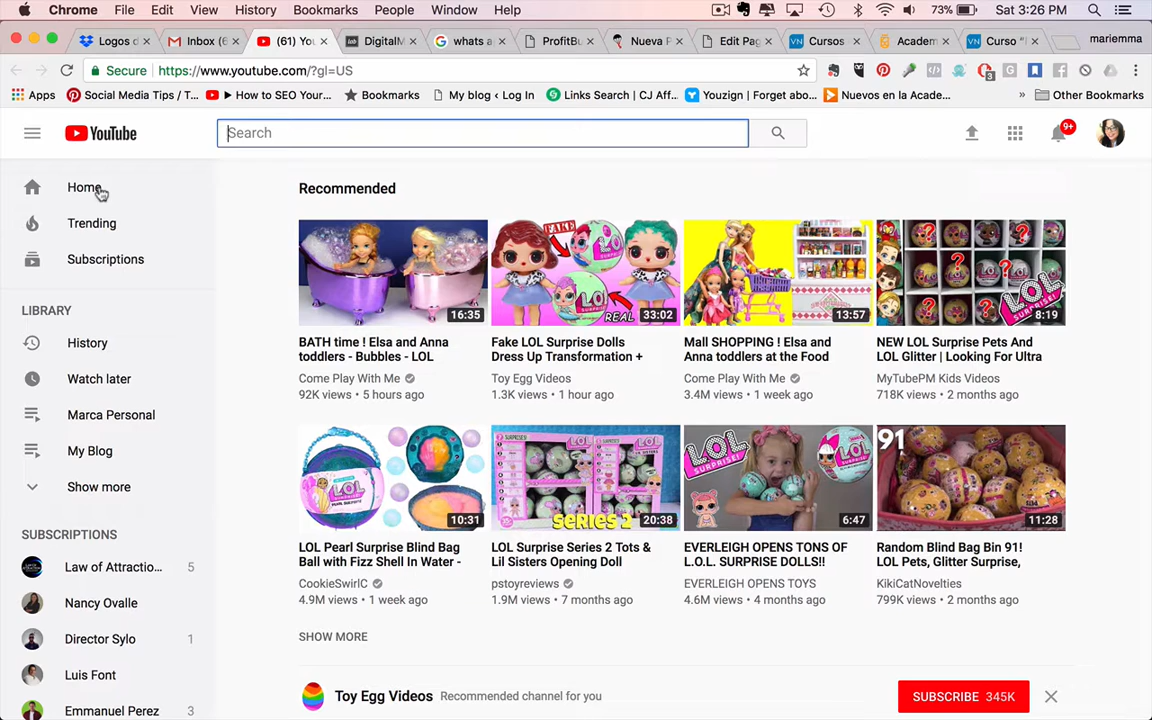 Chrome File Edit View History Bookmarks People Window Help 73% Sat 3:26 PM
Logos d Inbox (6 (61) You DigitalM whats a ProfitBu Nueva P Edit Pag Cursos Academ Curso "I mariemma
Secure https://www.youtube.com/?gl=US
Apps Social Media Tips / T... ▶ How to SEO Your... Bookmarks My blog ‹ Log In Links Search | CJ Aff... Youzign | Forget abo... Nuevos en la Acade... » Other Bookmarks
YouTube Search 9+
Home
Trending
Subscriptions
LIBRARY
History
Watch later
Marca Personal
My Blog
Show more
SUBSCRIPTIONS
Law of Attractio... 5
Nancy Ovalle
Director Sylo 1
Luis Font
Emmanuel Perez 3
Recommended
16:35
BATH time ! Elsa and Anna
toddlers - Bubbles - LOL
Come Play With Me
92K views • 5 hours ago
FAKE
LOL
REAL
33:02
Fake LOL Surprise Dolls
Dress Up Transformation +
Toy Egg Videos
1.3K views • 1 hour ago
13:57
Mall SHOPPING ! Elsa and
Anna toddlers at the Food
Come Play With Me
3.4M views • 1 week ago
? ? ? ? ?
LOL
SURPRISE!
8:19
NEW LOL Surprise Pets And
LOL Glitter | Looking For Ultra
MyTubePM Kids Videos
718K views • 2 months ago
LOL
10:31
LOL Pearl Surprise Blind Bag
Ball with Fizz Shell In Water -
CookieSwirlC
4.9M views • 1 week ago
SERIES 2
20:38
LOL Surprise Series 2 Tots &
Lil Sisters Opening Doll
pstoyreviews
1.9M views • 7 months ago
LOL
SURPRISE!
6:47
EVERLEIGH OPENS TONS OF
L.O.L. SURPRISE DOLLS!!
EVERLEIGH OPENS TOYS
4.6M views • 4 months ago
91
11:28
Random Blind Bag Bin 91!
LOL Pets, Glitter Surprise,
KikiCatNovelties
799K views • 2 months ago
SHOW MORE
Toy Egg Videos Recommended channel for you SUBSCRIBE 345K